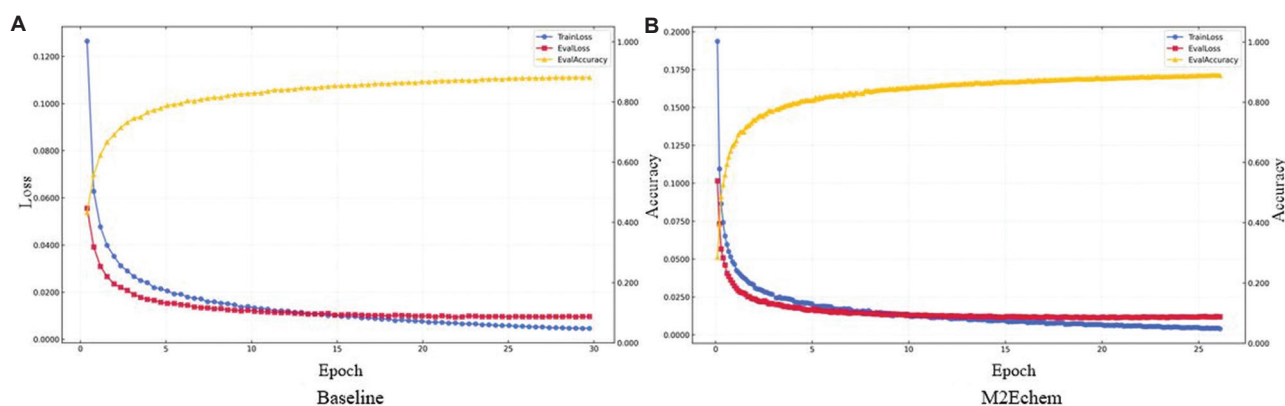 A
TrainLoss
EvalLoss
EvalAccuracy
0.1200
0.1000
0.0800
0.0600
0.0400
0.0200
0.0000
Loss
1.000
0.800
0.600
0.400
0.200
0.000
Accuracy
0
5
10
15
20
25
30
Epoch
Baseline
B
TrainLoss
EvalLoss
EvalAccuracy
0.2000
0.1750
0.1500
0.1250
0.1000
0.0750
0.0500
0.0250
0.0000
1.000
0.800
0.600
0.400
0.200
0.000
Accuracy
0
5
10
15
20
25
Epoch
M2Echem